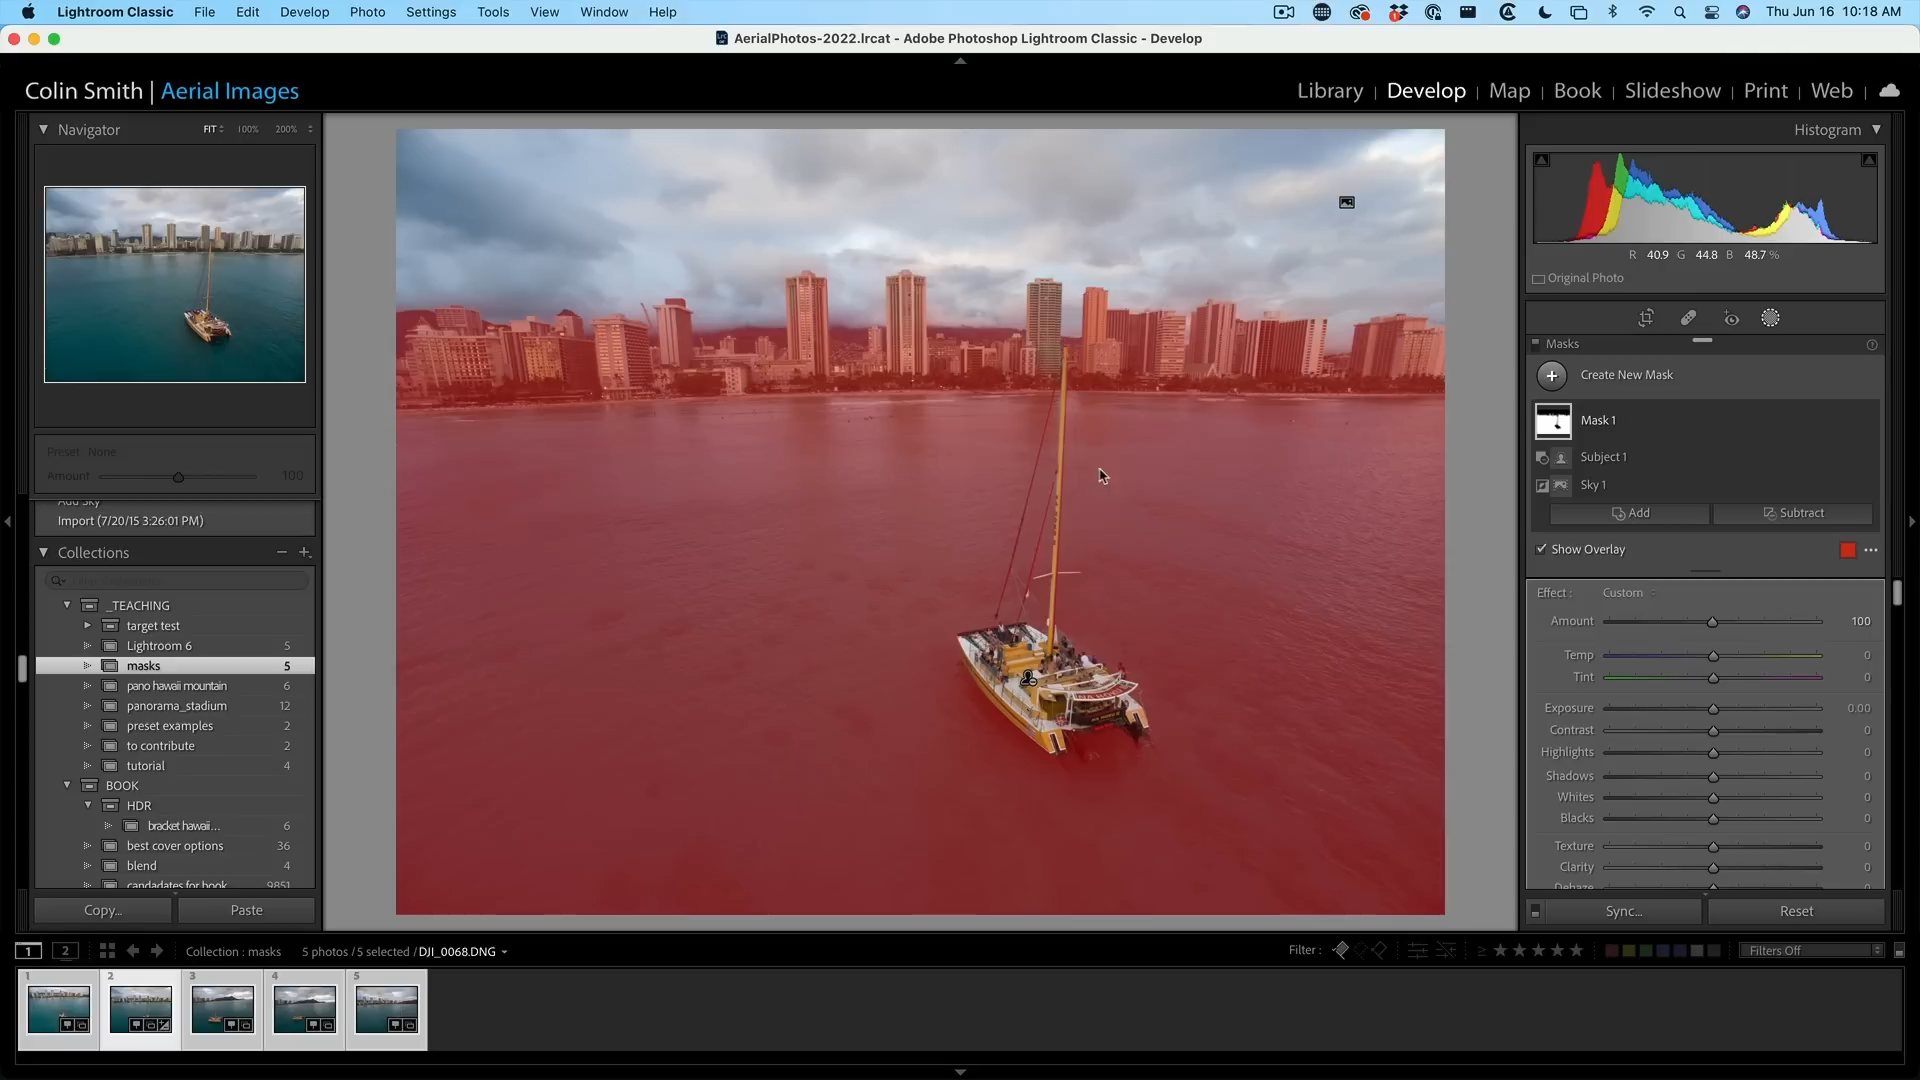 Lightroom Classic File Edit Develop Photo Settings Tools View Window Help Thu Jun 16 10:18 AM
AerialPhotos-2022.lrcat - Adobe Photoshop Lightroom Classic - Develop
Colin Smith | Aerial Images
Library | Develop | Map | Book | Slideshow | Print | Web |
Navigator FIT 100% 200%
Preset: None
Amount 100
Add Sky
Import (7/20/15 3:26:01 PM)
Collections
_TEACHING
target test
Lightroom 6 5
masks 5
pano hawaii mountain 6
panorama_stadium 12
preset examples 2
to contribute 2
tutorial 4
BOOK
HDR
bracket hawaii... 6
best cover options 36
blend 4
candadates for book 9851
Copy... Paste
Histogram
R 40.9 G 44.8 B 48.7 %
Original Photo
Masks
Create New Mask
Mask 1
Subject 1
Sky 1
Add Subtract
Show Overlay
Effect : Custom
Amount 100
Temp 0
Tint 0
Exposure 0.00
Contrast 0
Highlights 0
Shadows 0
Whites 0
Blacks 0
Texture 0
Clarity 0
Dehaze
Sync... Reset
1 2 Collection : masks 5 photos / 5 selected / DJI_0068.DNG Filter : Filters Off
1 2 3 4 5